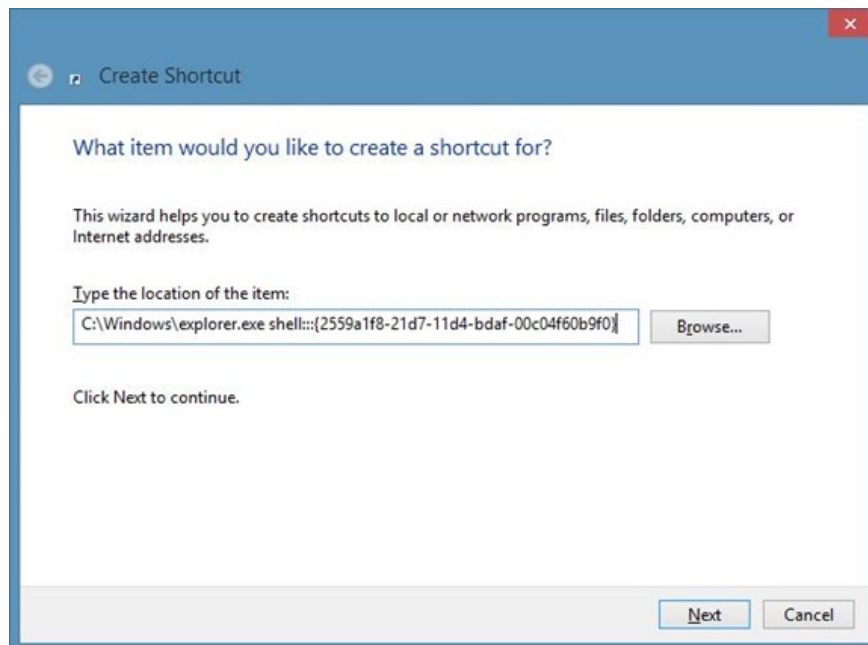 Create Shortcut
What item would you like to create a shortcut for?
This wizard helps you to create shortcuts to local or network programs, files, folders, computers, or
Internet addresses.
Type the location of the item:
C:\Windows\explorer.exe shell:::{2559a1f8-21d7-11d4-bdaf-00c04f60b9f0}
Browse...
Click Next to continue.
Next
Cancel